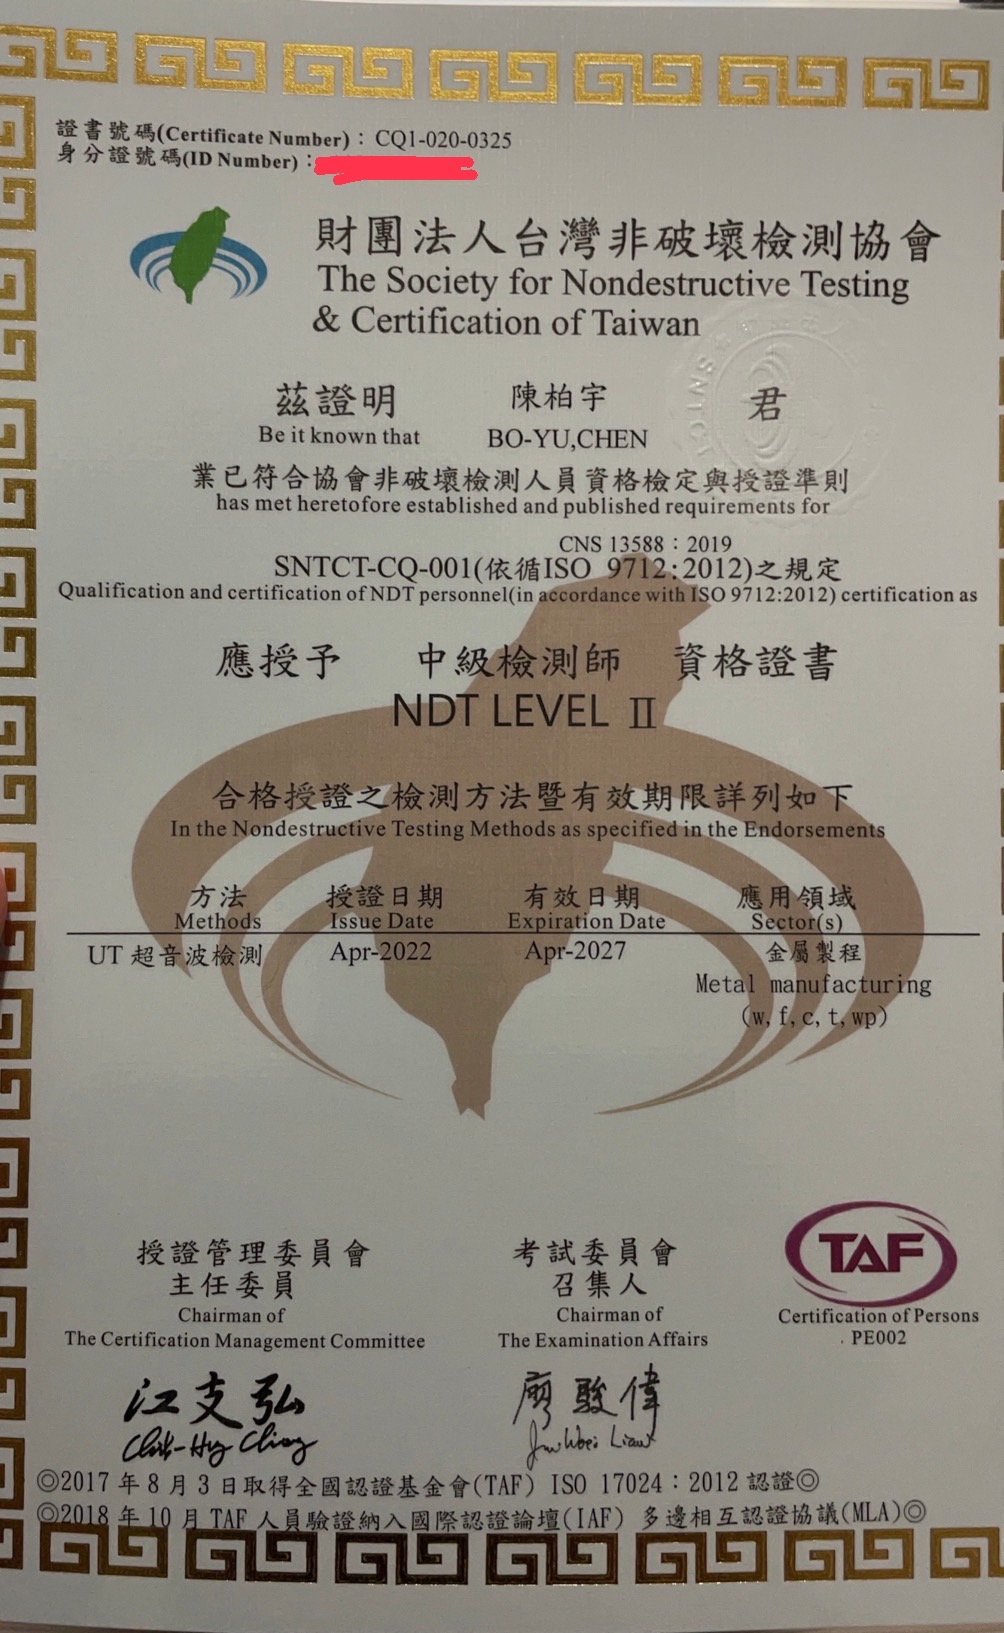 證書號碼(Certificate Number)：CQ1-020-0325
身分證號碼(ID Number)：
財團法人台灣非破壞檢測協會
The Society for Nondestructive Testing
& Certification of Taiwan
茲證明 陳柏宇 君
Be it known that BO-YU,CHEN
業已符合協會非破壞檢測人員資格檢定與授證準則
has met heretofore established and published requirements for
CNS 13588：2019
SNTCT-CQ-001(依循ISO 9712:2012)之規定
Qualification and certification of NDT personnel(in accordance with ISO 9712:2012) certification as
應授予 中級檢測師 資格證書
NDT LEVEL Ⅱ
合格授證之檢測方法暨有效期限詳列如下
In the Nondestructive Testing Methods as specified in the Endorsements
方法 授證日期 有效日期 應用領域
Methods Issue Date Expiration Date Sector(s)
UT 超音波檢測 Apr-2022 Apr-2027 金屬製程
Metal manufacturing
(w,f,c,t,wp)
授證管理委員會 考試委員會
主任委員 召集人
Chairman of Chairman of
The Certification Management Committee The Examination Affairs
TAF
Certification of Persons
PE002
江支弘 廖駿偉
◎2017 年 8 月 3 日取得全國認證基金會(TAF) ISO 17024：2012 認證◎
◎2018 年 10 月 TAF 人員驗證納入國際認證論壇(IAF) 多邊相互認證協議(MLA)◎